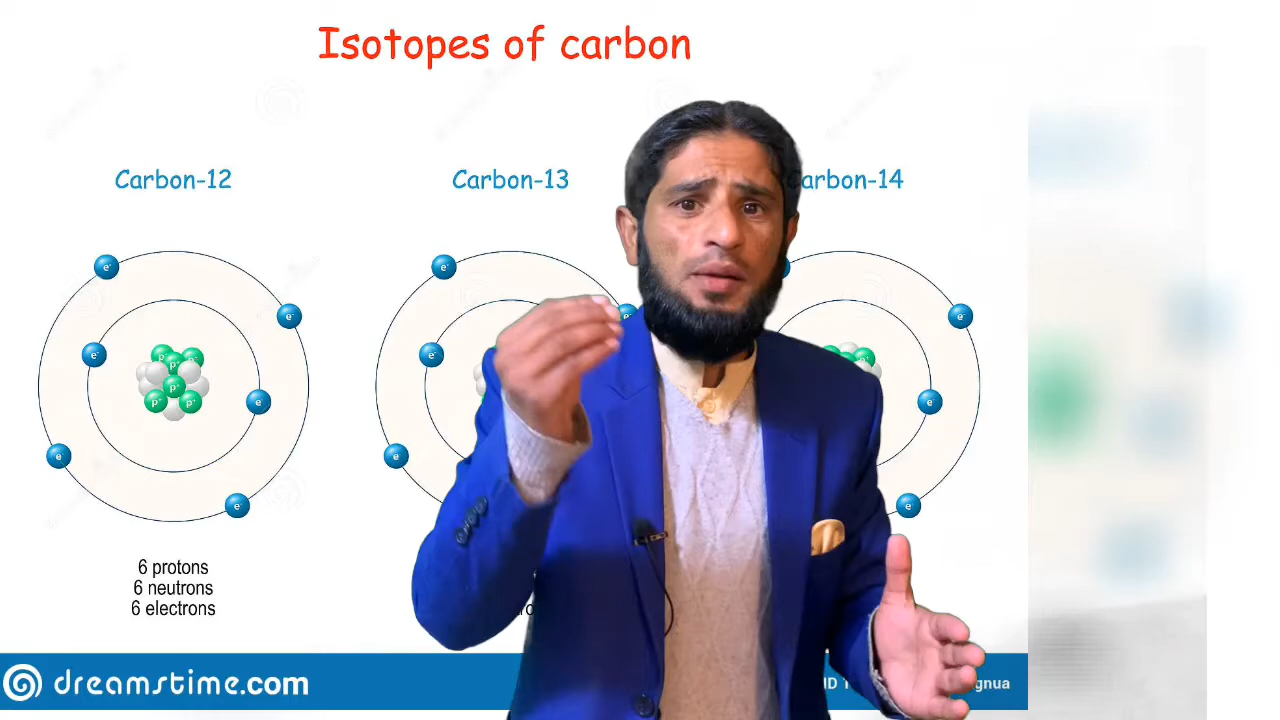 Isotopes of carbon
Carbon-12
Carbon-13
arbon-14
e-
e-
e-
e-
e-
e-
p+
p+
p+
p+
e-
e-
e-
e-
e-
e-
6 protons
6 neutrons
6 electrons
dreamstime.com